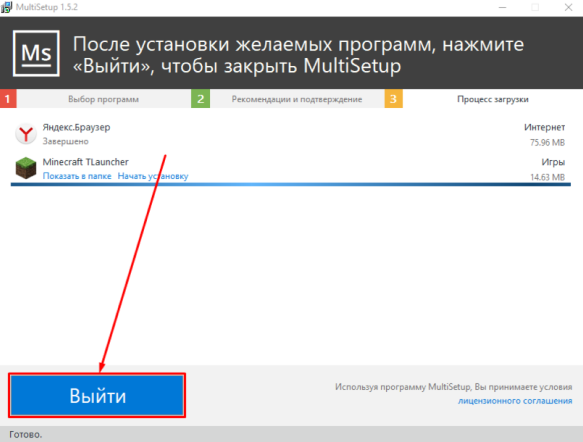 MultiSetup 1.5.2
Ms
После установки желаемых программ, нажмите
«Выйти», чтобы закрыть MultiSetup
1 Выбор программ 2 Рекомендации и подтверждение 3 Процесс загрузки
Яндекс.Браузер Интернет
Завершено 75.96 MB
Minecraft TLauncher Игры
Показать в папке Начать установку 14.63 MB
Выйти
Используя программу MultiSetup, Вы принимаете условия
лицензионного соглашения
Готово.